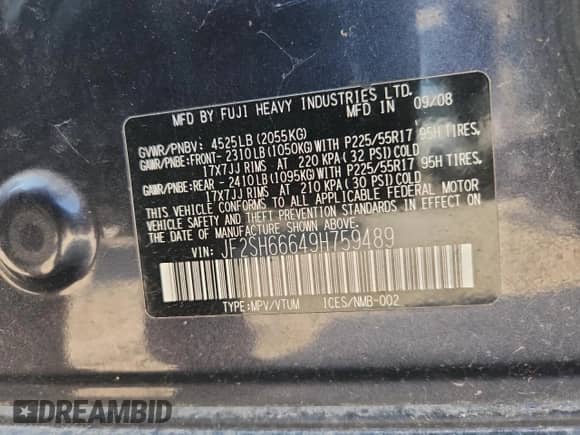 MFD BY FUJI HEAVY INDUSTRIES LTD.
MFD IN 09/08
GVWR/PNBV: 4525LB (2055KG)
GAWR/PNBE:FRONT- 2310LB (1050KG) WITH P225/55R17 95H TIRES,
17X7JJ RIMS AT 220 KPA (32 PSI) COLD
GAWR/PNBE:REAR - 2410LB (1095KG) WITH P225/55R17 95H TIRES,
17X7JJ RIMS AT 210 KPA (30 PSI) COLD
THIS VEHICLE CONFORMS TO ALL APPLICABLE FEDERAL MOTOR
VEHICLE SAFETY AND THEFT PREVENTION STANDARDS IN EFFECT ON
THE DATE OF MANUFACTURE SHOWN ABOVE.
VIN: JF2SH66649H759489
TYPE:MPV/VTUM ICES/NMB-002
DREAMBID